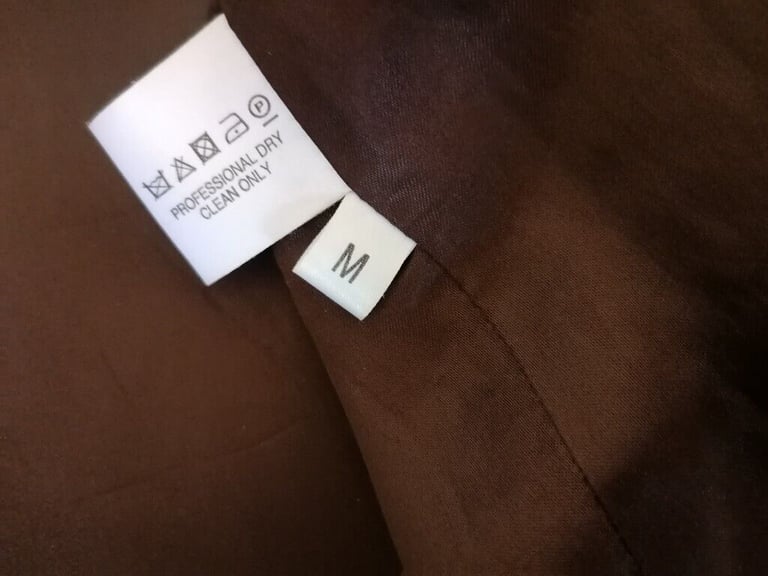 P
PROFESSIONAL DRY
CLEAN ONLY
M